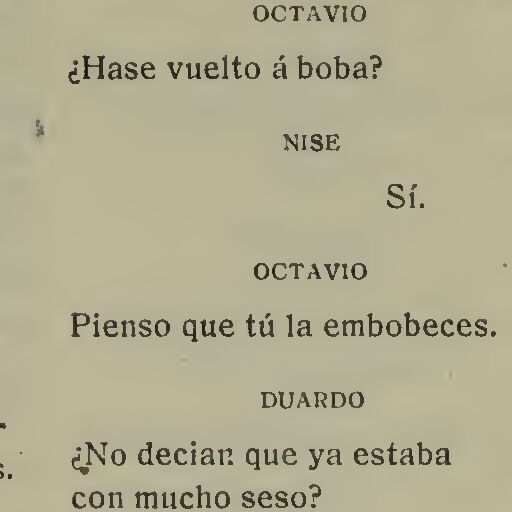 OCTAVIO
¿Hase vuelto á boba?
NISE
Sí.
OCTAVIO
Pienso que tú la embobeces.
DUARDO
¿No decian que ya estaba
con mucho seso?